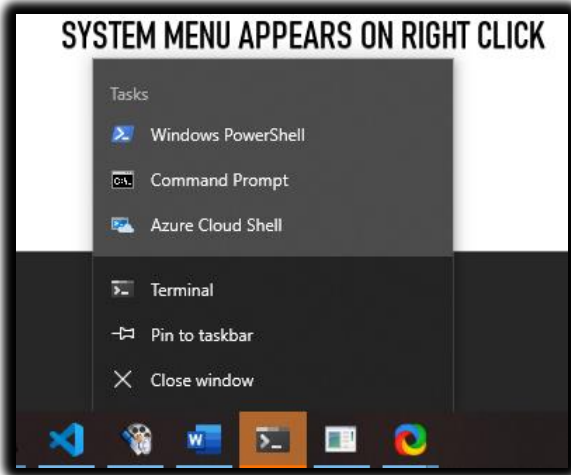 SYSTEM MENU APPEARS ON RIGHT CLICK
Tasks
Windows PowerShell
C:\.
Command Prompt
Azure Cloud Shell
Terminal
Pin to taskbar
Close window
W